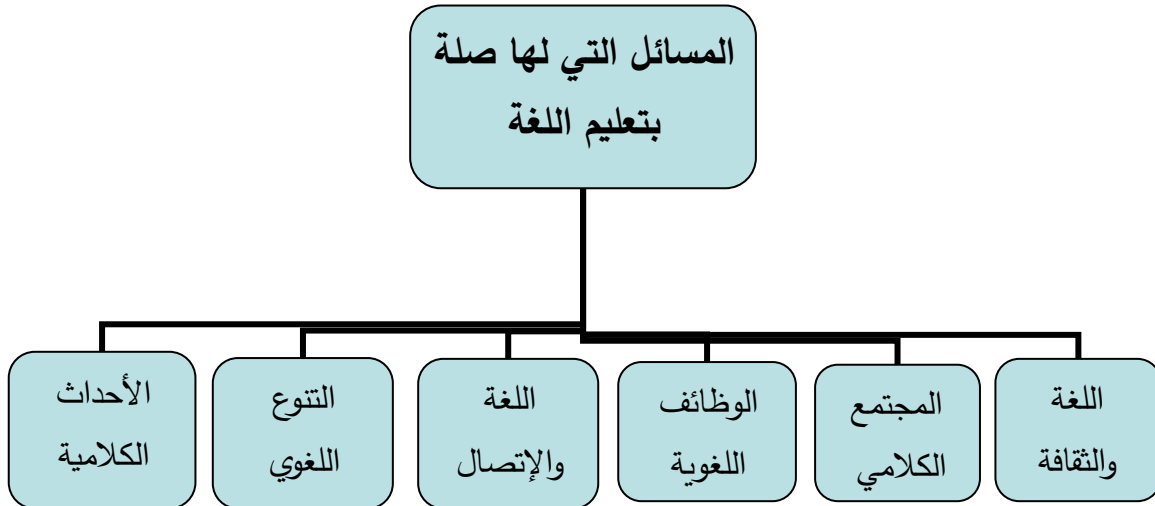 المسائل التي لها صلة
بتعليم اللغة
اللغة
والثقافة
المجتمع
الكلامي
الوظائف
اللغوية
اللغة
والإتصال
التنوع
اللغوي
الأحداث
الكلامية